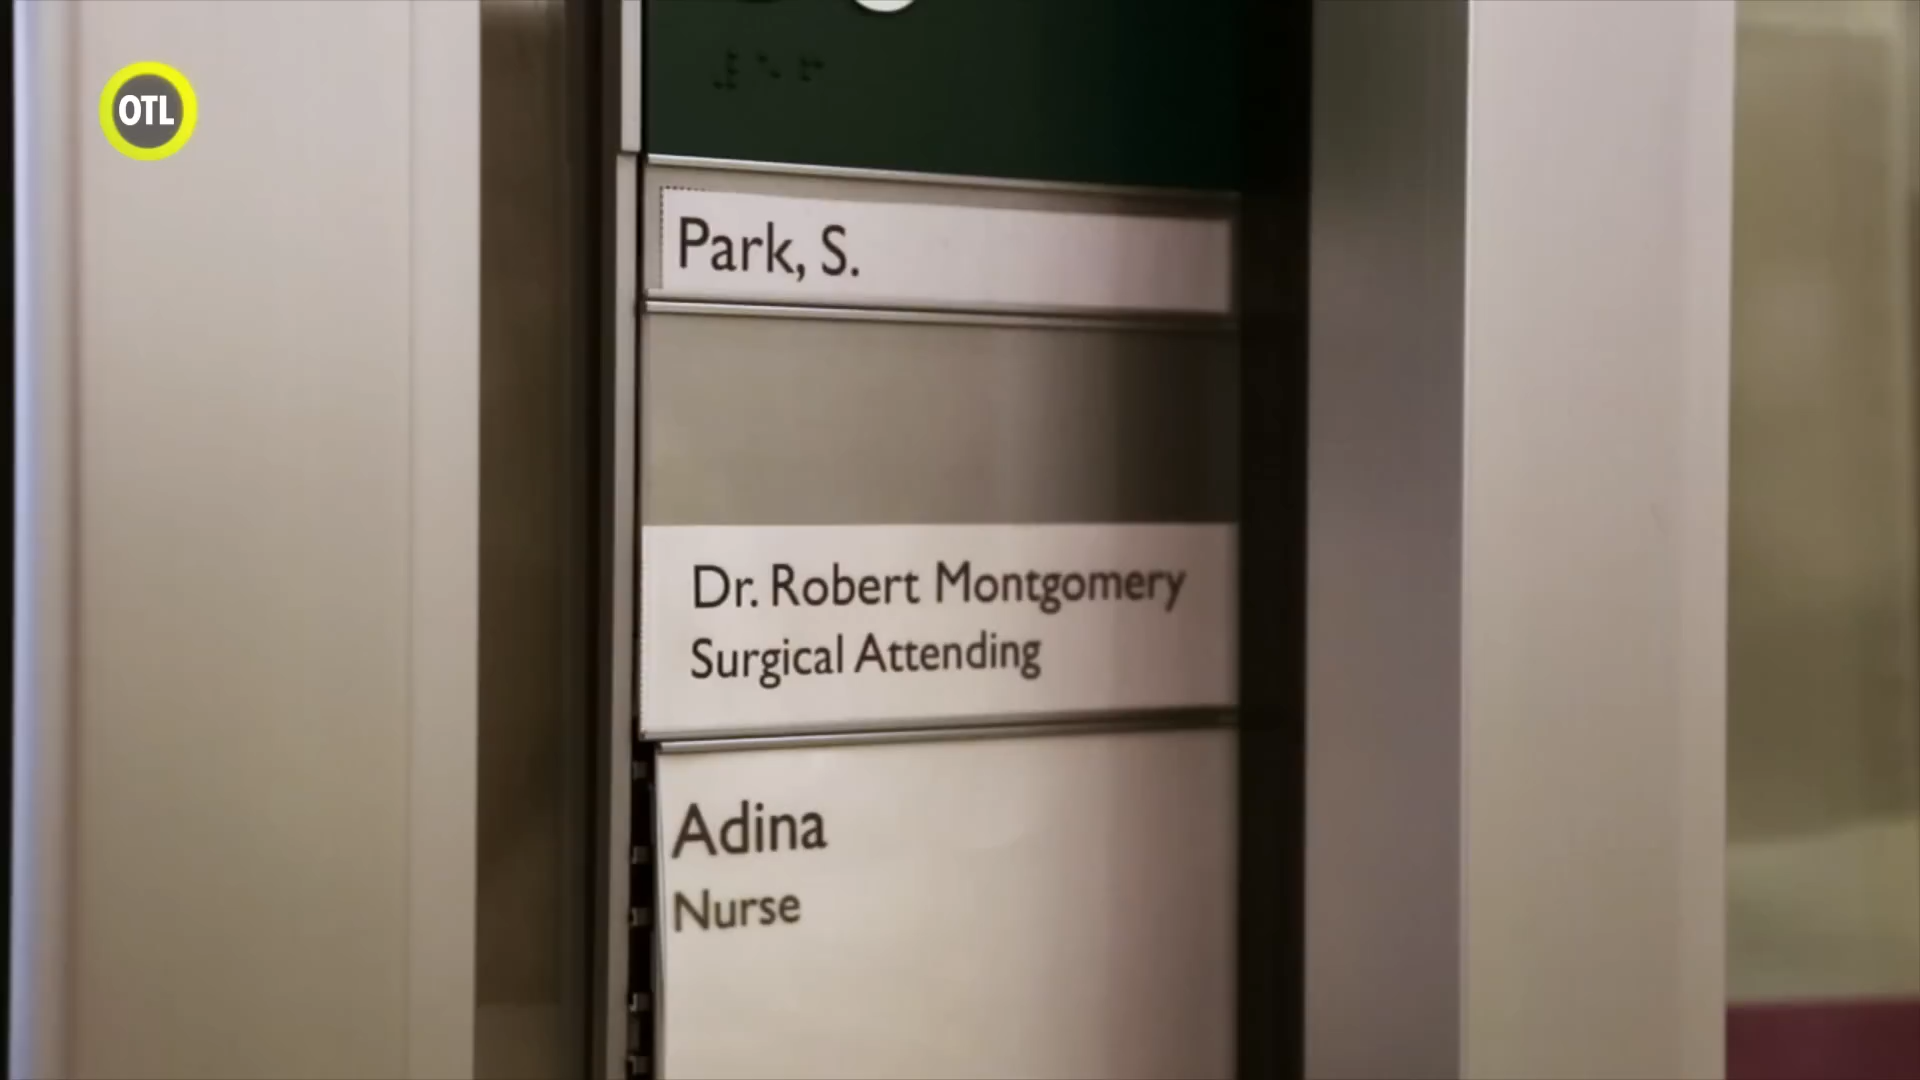 OTL
Park, S.
Dr. Robert Montgomery
Surgical Attending
Adina
Nurse